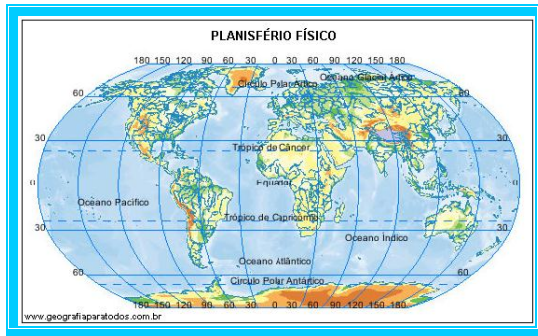 PLANISFÉRIO FÍSICO
180 150 120 90 60 30 0 30 60 90 120 150 180
Oceano Glacial Ártico
Círculo Polar Ártico
60 60
30 30
Trópico de Câncer
0 Equador 0
Oceano Pacífico
Trópico de Capricórnio
30 30
Oceano Índico
Oceano Atlântico
60 60
Círculo Polar Antártico
180 150 120 90 60 30 0 30 60 90 120 150 180
www.geografiaparatodos.com.br